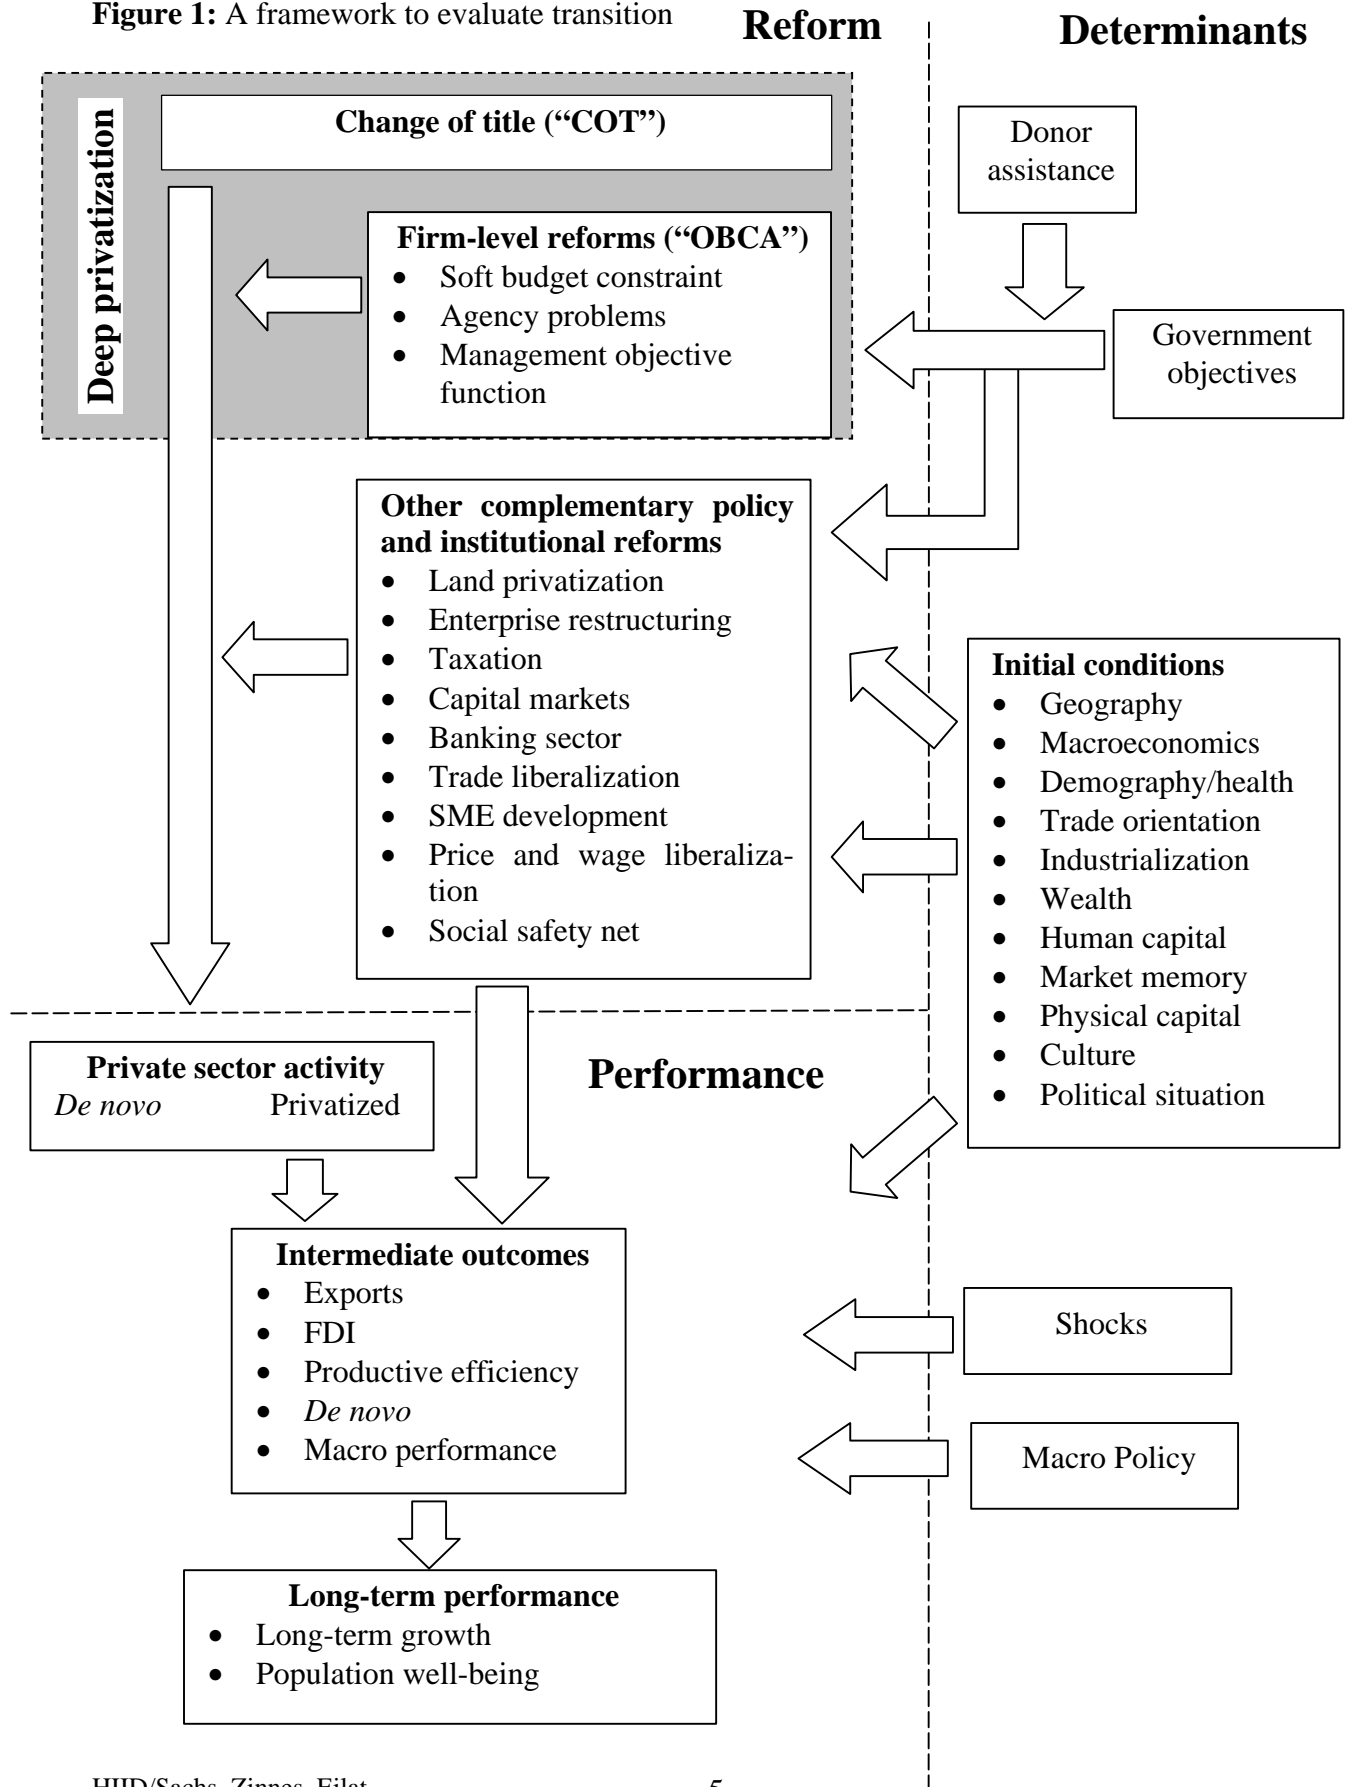 Figure 1: A framework to evaluate transition
Reform
Determinants
Deep privatization
Change of title (“COT”)
Firm-level reforms (“OBCA”)
• Soft budget constraint
• Agency problems
• Management objective
function
Donor
assistance
Government
objectives
Other complementary policy
and institutional reforms
• Land privatization
• Enterprise restructuring
• Taxation
• Capital markets
• Banking sector
• Trade liberalization
• SME development
• Price and wage liberaliza-
tion
• Social safety net
Initial conditions
• Geography
• Macroeconomics
• Demography/health
• Trade orientation
• Industrialization
• Wealth
• Human capital
• Market memory
• Physical capital
• Culture
• Political situation
Performance
Private sector activity
De novo Privatized
Intermediate outcomes
• Exports
• FDI
• Productive efficiency
• De novo
• Macro performance
Shocks
Macro Policy
Long-term performance
• Long-term growth
• Population well-being
HIID/Sachs, Zinnes, Eilat 5